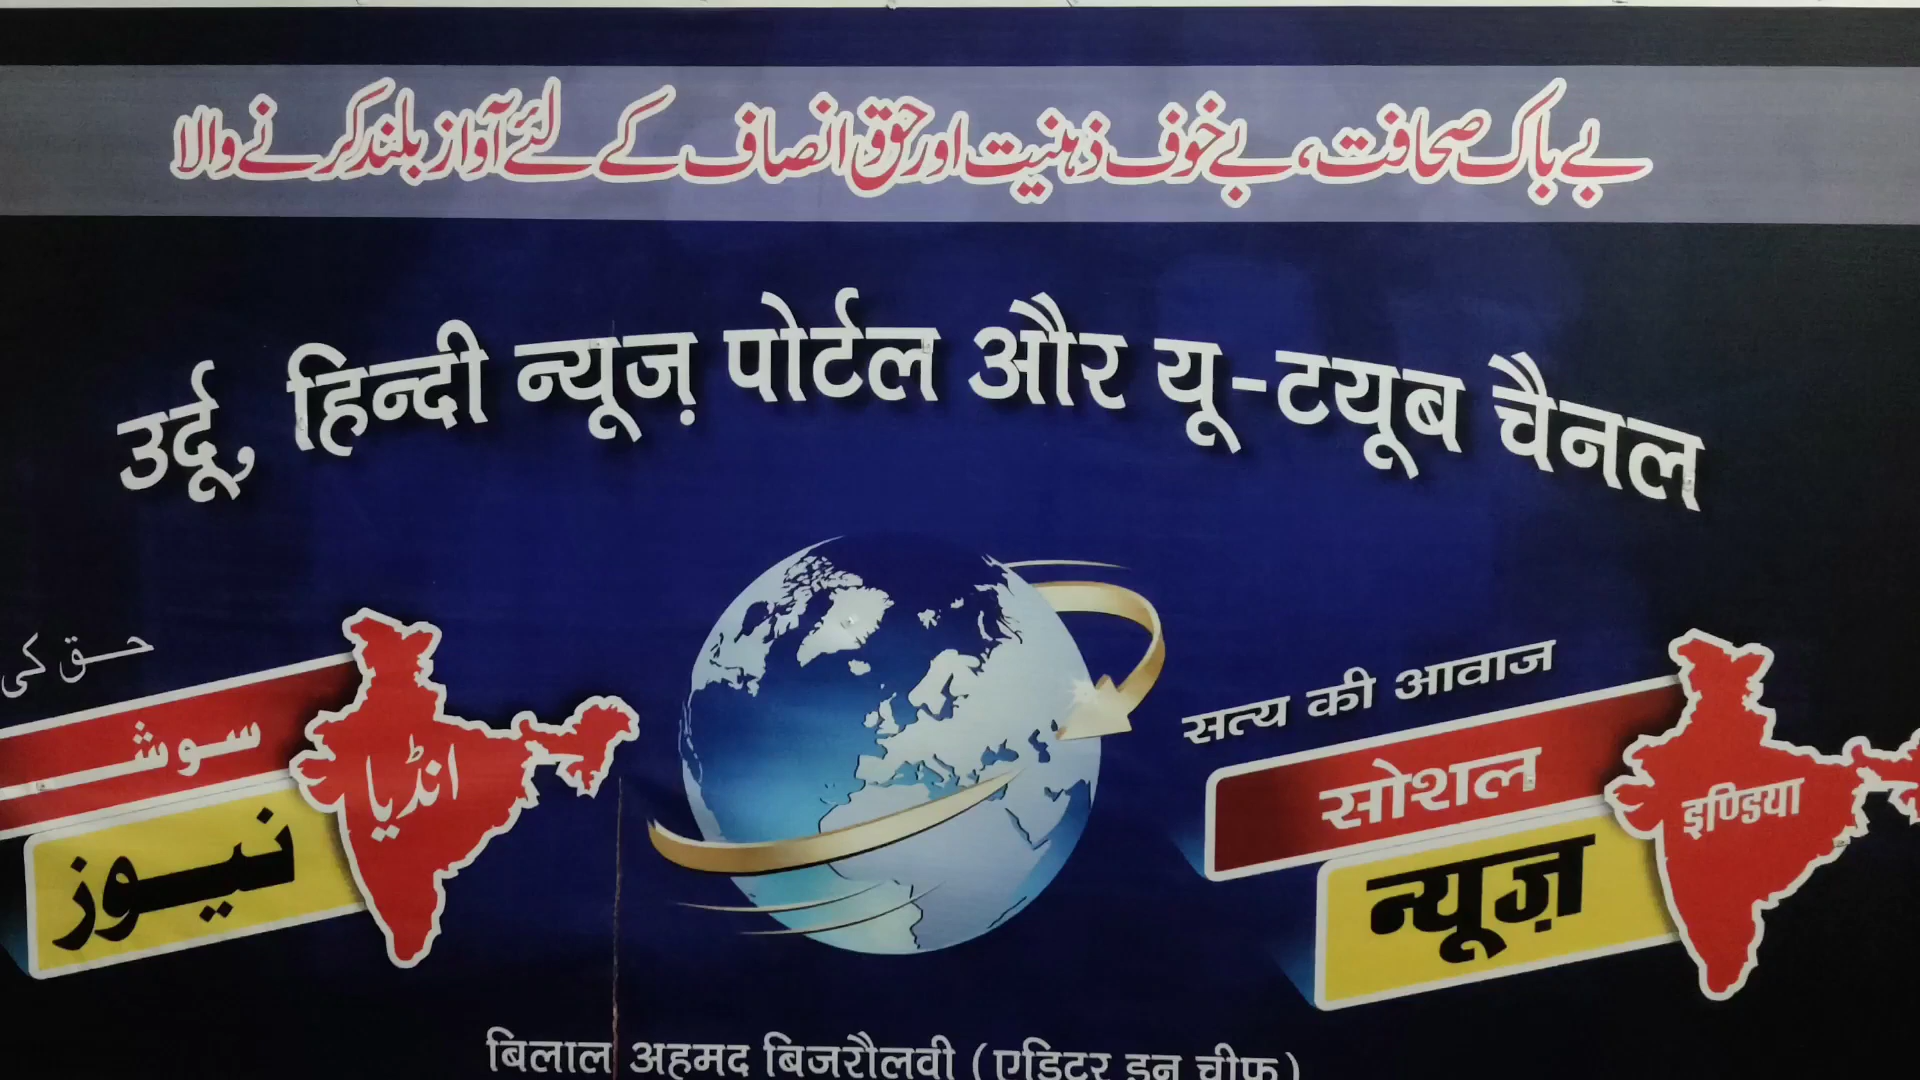 بے باک صحافت، بے خوف ذہنیت اور حق انصاف کے لئے آواز بلند کرنے والا
उर्दू, हिन्दी न्यूज़ पोर्टल और यू-टयूब चैनल
حق کی
سوشل
انڈیا
نیوز
सत्य की आवाज
सोशल
इण्डिया
न्यूज़
बिलाल अहमद बिजरौलवी (एडिटर इन चीफ)